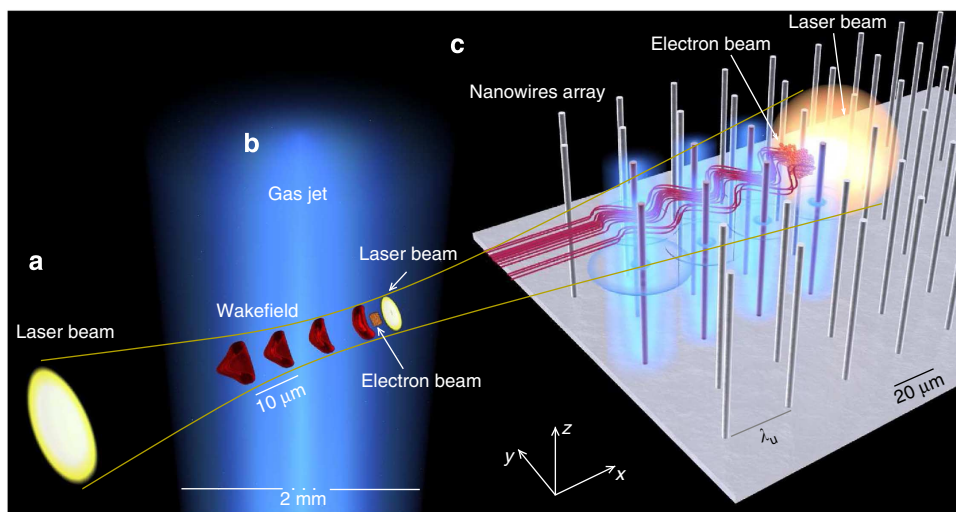 a
Laser beam
b
Gas jet
Wakefield
10 μm
Laser beam
Electron beam
2 mm
c
Nanowires array
Electron beam
Laser beam
λu
20 μm
z
y
x